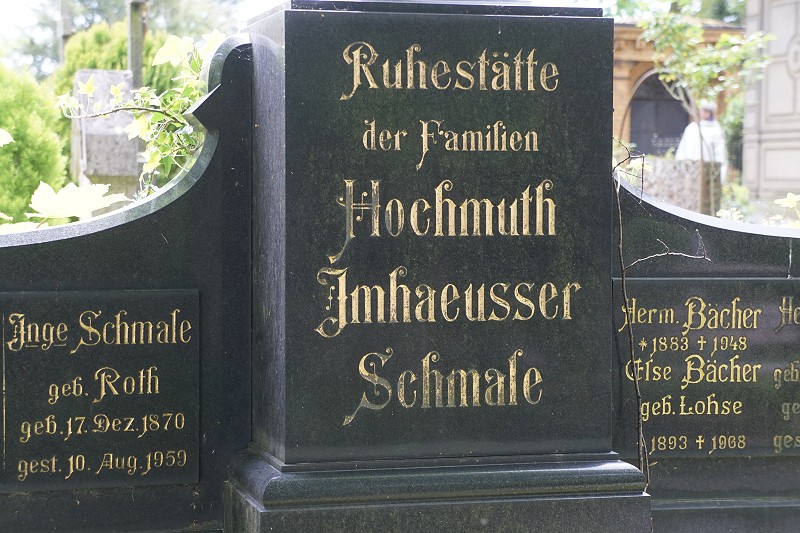 Ruhestätte
der Familien
Hochmuth
Imhaeusser
Schmale
Inge Schmale
geb. Roth
geb. 17. Dez. 1870
gest. 10. Aug. 1959
Herm. Bächer
* 1883 + 1948
Else Bächer
geb. Lohse
1893 + 1968